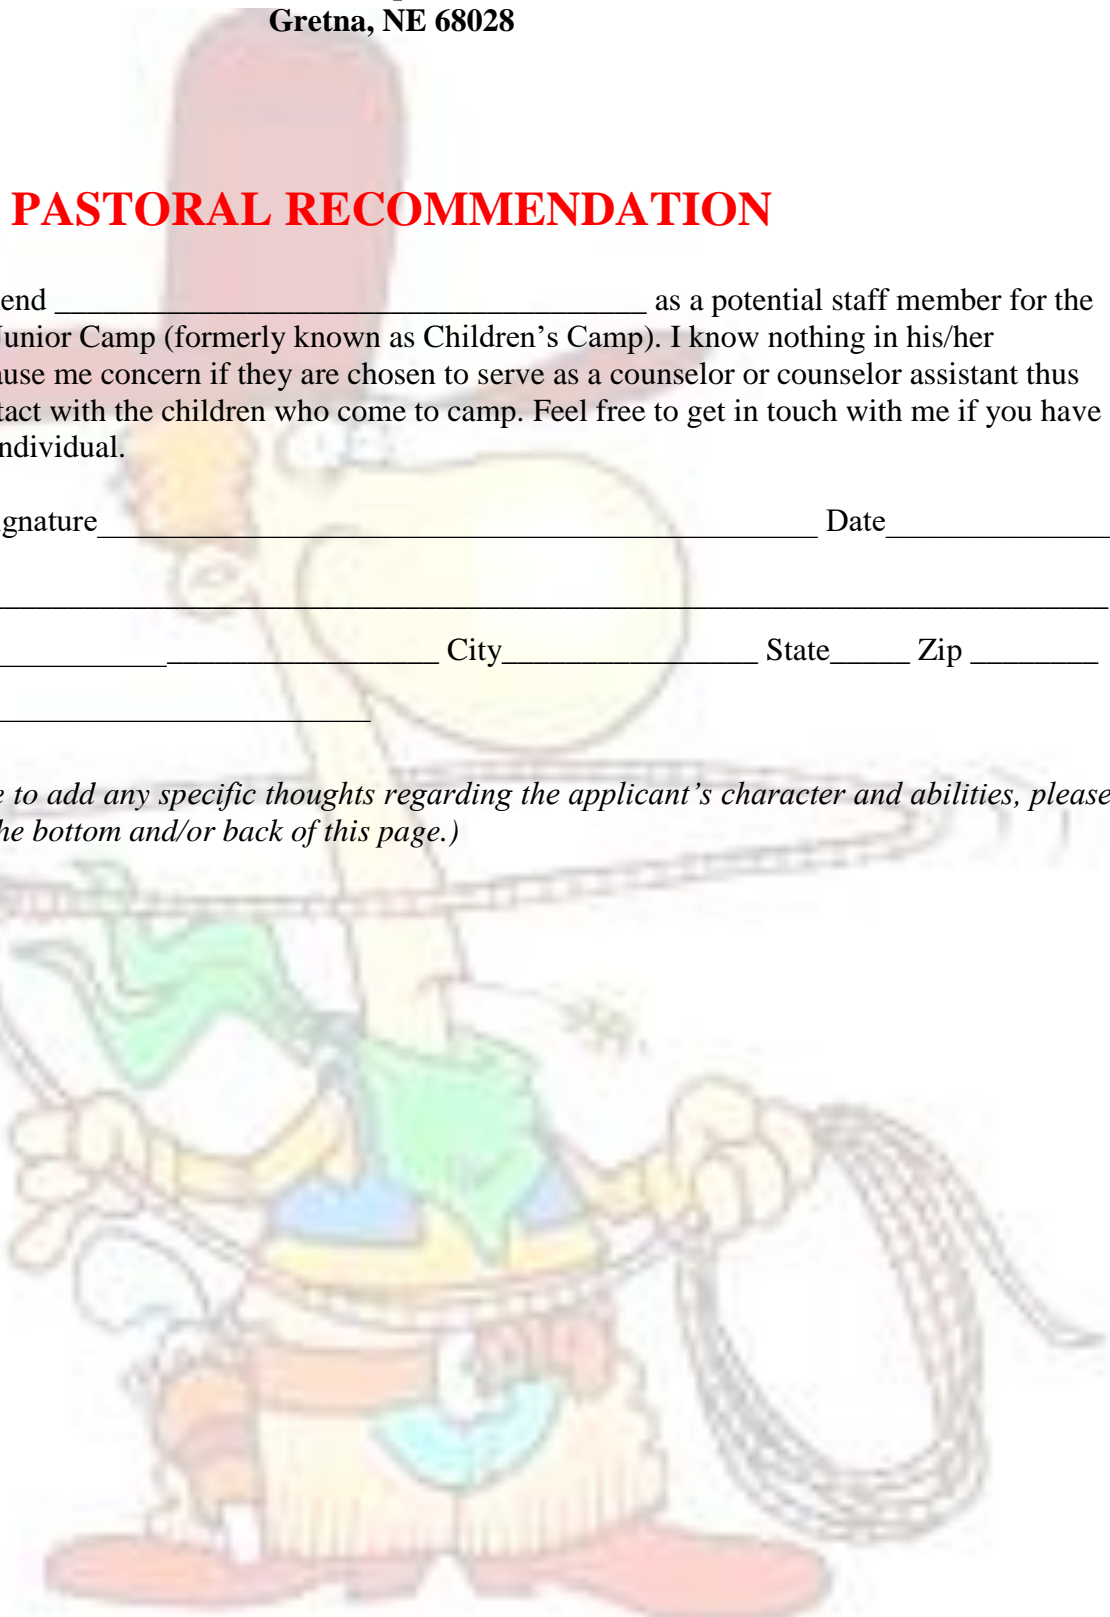 Gretna, NE 68028
PASTORAL RECOMMENDATION
end _____________________________________ as a potential staff member for the
Junior Camp (formerly known as Children’s Camp). I know nothing in his/her
ause me concern if they are chosen to serve as a counselor or counselor assistant thus
tact with the children who come to camp. Feel free to get in touch with me if you have
ndividual.
gnature_____________________________________________ Date______________
______________________________________________________________________
___________________________ City________________ State_____ Zip ________
_______________________
e to add any specific thoughts regarding the applicant’s character and abilities, please
he bottom and/or back of this page.)